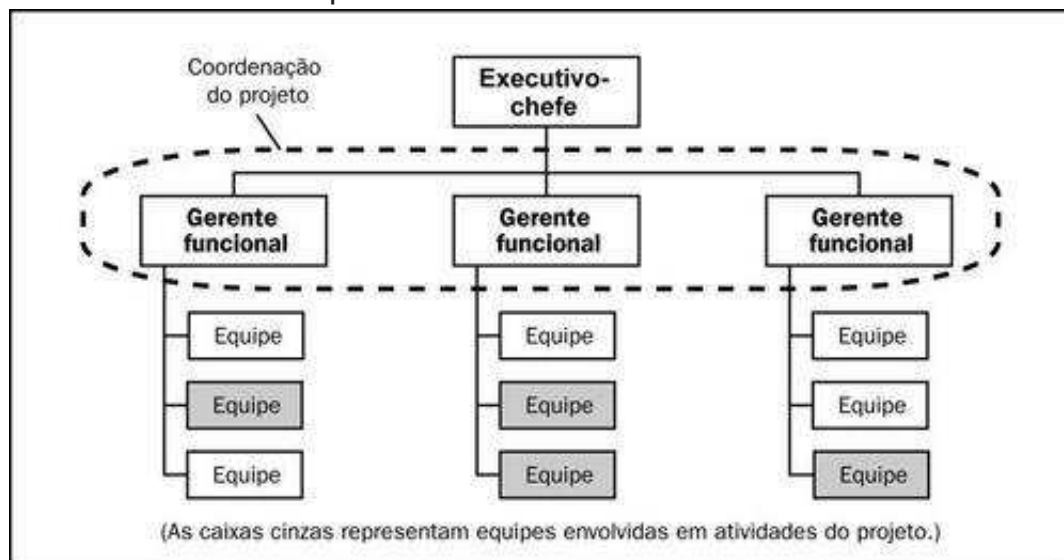 Coordenação
do projeto
Executivo-
chefe
Gerente
funcional
Gerente
funcional
Gerente
funcional
Equipe
Equipe
Equipe
Equipe
Equipe
Equipe
Equipe
Equipe
Equipe
(As caixas cinzas representam equipes envolvidas em atividades do projeto.)